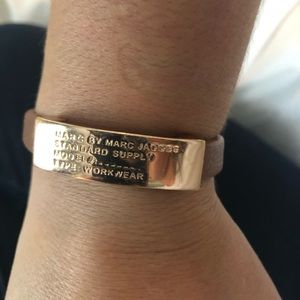 MARC BY MARC JACOBS
STANDARD SUPPLY
MODEL/..........
TYPE WORKWEAR